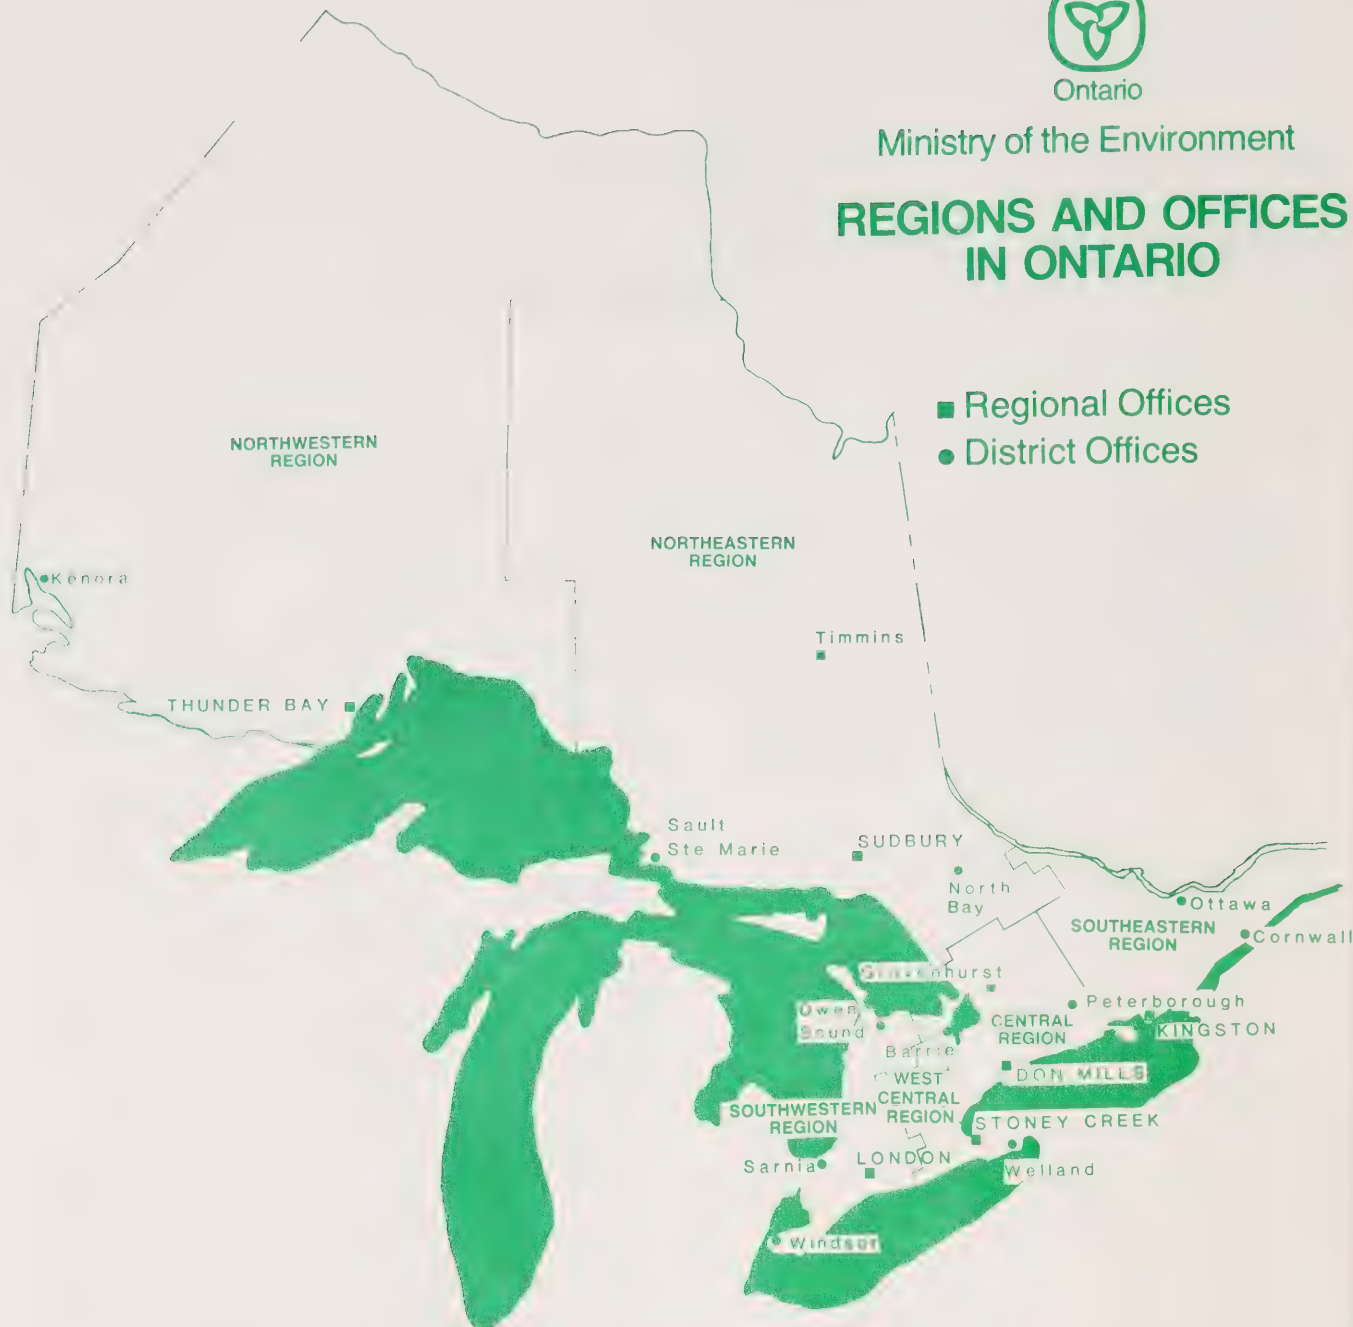 Ontario
Ministry of the Environment
REGIONS AND OFFICES
IN ONTARIO
Regional Offices
District Offices
NORTHWESTERN
REGION
NORTHEASTERN
REGION
Kenora
Timmins
THUNDER BAY
Sault
Ste Marie
SUDBURY
North
Bay
Ottawa
SOUTHEASTERN
REGION
Cornwall
Gravenhurst
Peterborough
Owen
Sound
CENTRAL
REGION
KINGSTON
Barrie
DON MILLS
WEST
CENTRAL
REGION
SOUTHWESTERN
REGION
STONEY CREEK
Sarnia
LONDON
Welland
Windsor